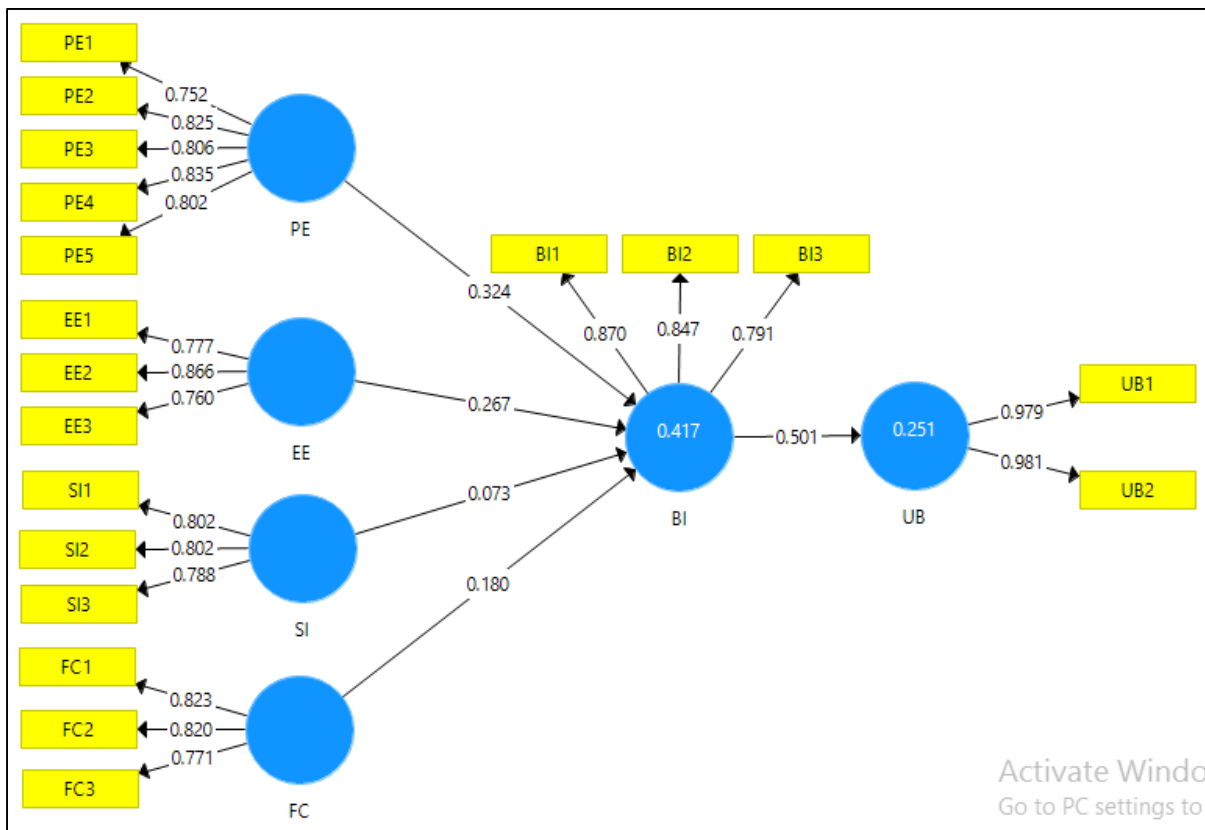 PE1
0.752
PE2
0.825
PE3
0.806
PE4
0.835
0.802
PE5
PE
0.324
EE1
0.777
EE2
0.866
EE3
0.760
EE
0.267
SI1
0.802
SI2
0.802
SI3
0.788
SI
0.073
FC1
0.823
FC2
0.820
FC3
0.771
FC
0.180
BI1
BI2
BI3
0.870
0.847
0.791
0.417
BI
0.501
0.251
UB
0.979
UB1
0.981
UB2
Activate Windo
Go to PC settings to